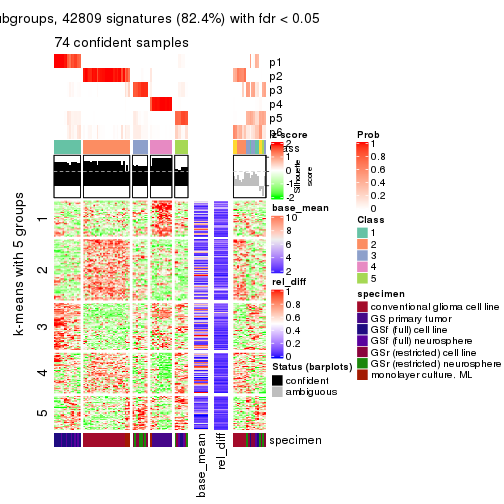 ubgroups, 42809 signatures (82.4%) with fdr < 0.05
74 confident samples
p1
p2
p3
p4
p5
p6
Class
Silhouette
score
k-means with 5 groups
1
2
3
4
5
specimen
base_mean
rel_diff
z-score
2
1
0
-1
-2
base_mean
10
8
6
4
2
rel_diff
1
0.8
0.6
0.4
0.2
0
Status (barplots)
confident
ambiguous
Prob
1
0.8
0.6
0.4
0.2
0
Class
1
2
3
4
5
specimen
conventional glioma cell line
GS primary tumor
GSf (full) cell line
GSf (full) neurosphere
GSr (restricted) cell line
GSr (restricted) neurosphere
monolayer culture. ML